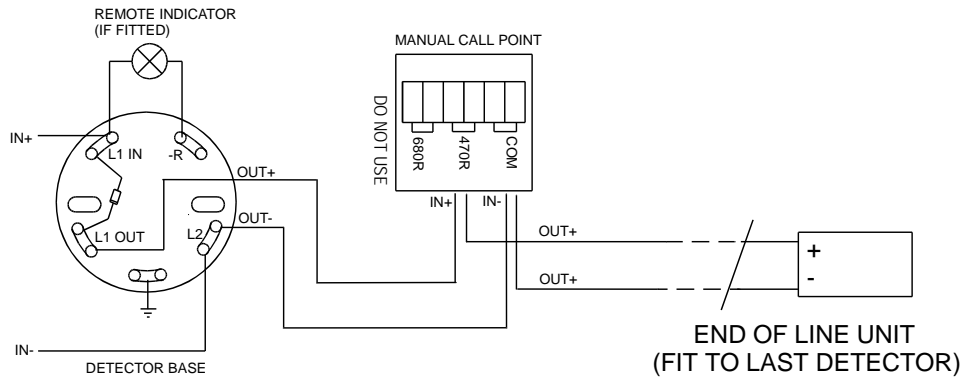 REMOTE INDICATOR
(IF FITTED)
MANUAL CALL POINT
IN+
L1 IN
-R
DO NOT USE
680R
470R
COM
OUT+
IN+
IN-
OUT-
L1 OUT
L2
OUT+
+
-
OUT+
END OF LINE UNIT
(FIT TO LAST DETECTOR)
IN-
DETECTOR BASE